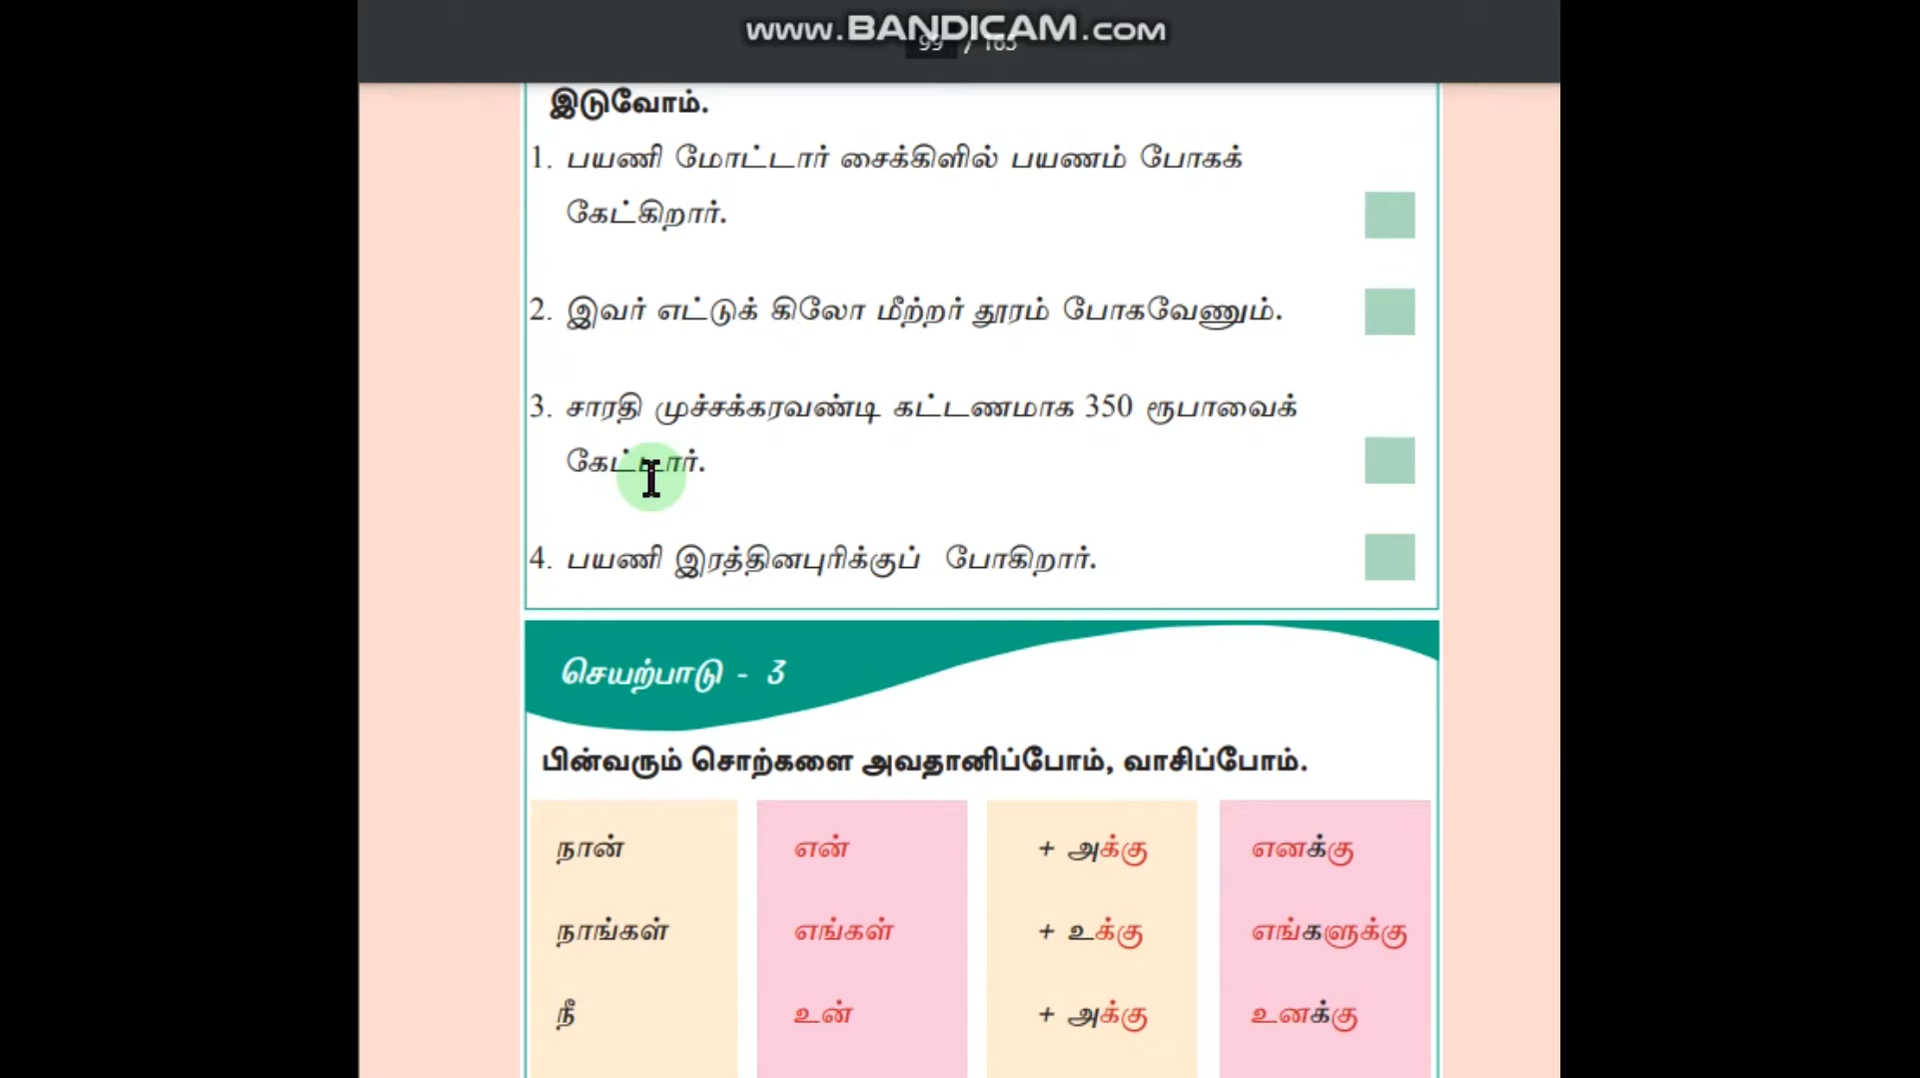 www.BANDICAM.com
99 / 165
இடுவோம்.
1. பயணி மோட்டார் சைக்கிளில் பயணம் போகக்
கேட்கிறார்.
2. இவர் எட்டுக் கிலோ மீற்றர் தூரம் போகவேணும்.
3. சாரதி முச்சக்கரவண்டி கட்டணமாக 350 ரூபாவைக்
கேட்டார்.
4. பயணி இரத்தினபுரிக்குப் போகிறார்.
செயற்பாடு - 3
பின்வரும் சொற்களை அவதானிப்போம், வாசிப்போம்.
நான் என் + அக்கு எனக்கு
நாங்கள் எங்கள் + உக்கு எங்களுக்கு
நீ உன் + அக்கு உனக்கு